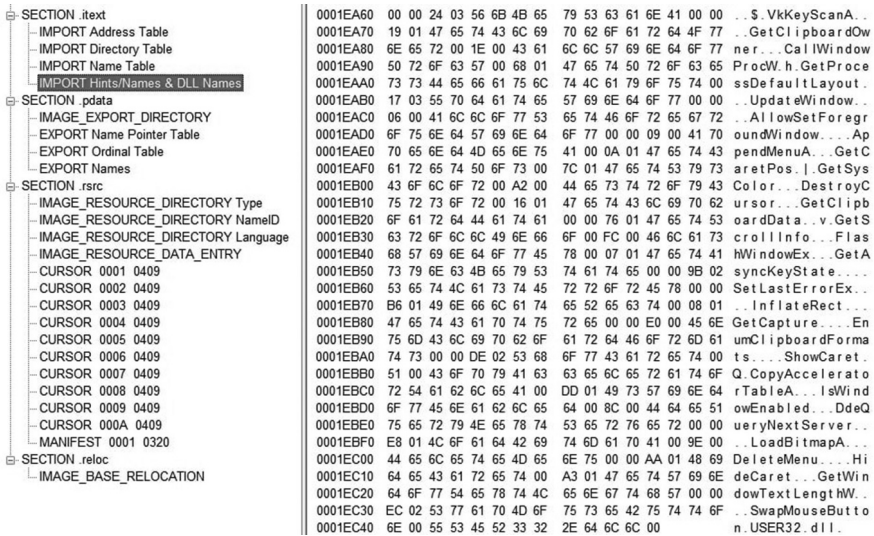 SECTION .itext
IMPORT Address Table
IMPORT Directory Table
IMPORT Name Table
IMPORT Hints/Names & DLL Names
SECTION .pdata
IMAGE_EXPORT_DIRECTORY
EXPORT Name Pointer Table
EXPORT Ordinal Table
EXPORT Names
SECTION .rsrc
IMAGE_RESOURCE_DIRECTORY Type
IMAGE_RESOURCE_DIRECTORY NameID
IMAGE_RESOURCE_DIRECTORY Language
IMAGE_RESOURCE_DATA_ENTRY
CURSOR 0001 0409
CURSOR 0002 0409
CURSOR 0003 0409
CURSOR 0004 0409
CURSOR 0005 0409
CURSOR 0006 0409
CURSOR 0007 0409
CURSOR 0008 0409
CURSOR 0009 0409
CURSOR 000A 0409
MANIFEST 0001 0320
SECTION .reloc
IMAGE_BASE_RELOCATION
0001EA60 00 00 24 03 56 6B 4B 65 79 53 63 61 6E 41 00 00 ..$.VkKeyScanA..
0001EA70 19 01 47 65 74 43 6C 69 70 62 6F 61 72 64 4F 77 ..GetClipboardOw
0001EA80 6E 65 72 00 1E 00 43 61 6C 6C 57 69 6E 64 6F 77 ner...CallWindow
0001EA90 50 72 6F 63 57 00 68 01 47 65 74 50 72 6F 63 65 ProcW.h.GetProce
0001EAA0 73 73 44 65 66 61 75 6C 74 4C 61 79 6F 75 74 00 ssDefaultLayout.
0001EAB0 17 03 55 70 64 61 74 65 57 69 6E 64 6F 77 00 00 ..UpdateWindow..
0001EAC0 06 00 41 6C 6C 6F 77 53 65 74 46 6F 72 65 67 72 ..AllowSetForegr
0001EAD0 6F 75 6E 64 57 69 6E 64 6F 77 00 00 09 00 41 70 oundWindow....Ap
0001EAE0 70 65 6E 64 4D 65 6E 75 41 00 0A 01 47 65 74 43 pendMenuA...GetC
0001EAF0 61 72 65 74 50 6F 73 00 7C 01 47 65 74 53 79 73 aretPos.|.GetSys
0001EB00 43 6F 6C 6F 72 00 A2 00 44 65 73 74 72 6F 79 43 Color...DestroyC
0001EB10 75 72 73 6F 72 00 16 01 47 65 74 43 6C 69 70 62 ursor...GetClipb
0001EB20 6F 61 72 64 44 61 74 61 00 00 76 01 47 65 74 53 oardData..v.GetS
0001EB30 63 72 6F 6C 6C 49 6E 66 6F 00 FC 00 46 6C 61 73 crollInfo...Flas
0001EB40 68 57 69 6E 64 6F 77 45 78 00 07 01 47 65 74 41 hWindowEx...GetA
0001EB50 73 79 6E 63 4B 65 79 53 74 61 74 65 00 00 9B 02 syncKeyState....
0001EB60 53 65 74 4C 61 73 74 45 72 72 6F 72 45 78 00 00 SetLastErrorEx..
0001EB70 B6 01 49 6E 66 6C 61 74 65 52 65 63 74 00 08 01 ..InflateRect...
0001EB80 47 65 74 43 61 70 74 75 72 65 00 00 E0 00 45 6E GetCapture....En
0001EB90 75 6D 43 6C 69 70 62 6F 61 72 64 46 6F 72 6D 61 umClipboardForma
0001EBA0 74 73 00 00 DE 02 53 68 6F 77 43 61 72 65 74 00 ts....ShowCaret.
0001EBB0 51 00 43 6F 70 79 41 63 63 65 6C 65 72 61 74 6F Q.CopyAccelerato
0001EBC0 72 54 61 62 6C 65 41 00 DD 01 49 73 57 69 6E 64 rTableA...IsWind
0001EBD0 6F 77 45 6E 61 62 6C 65 64 00 8C 00 44 64 65 51 owEnabled...DdeQ
0001EBE0 75 65 72 79 4E 65 78 74 53 65 72 76 65 72 00 00 ueryNextServer..
0001EBF0 E8 01 4C 6F 61 64 42 69 74 6D 61 70 41 00 9E 00 ..LoadBitmapA...
0001EC00 44 65 6C 65 74 65 4D 65 6E 75 00 00 AA 01 48 69 DeleteMenu....Hi
0001EC10 64 65 43 61 72 65 74 00 A3 01 47 65 74 57 69 6E deCaret...GetWin
0001EC20 64 6F 77 54 65 78 74 4C 65 6E 67 74 68 57 00 00 dowTextLengthW..
0001EC30 EC 02 53 77 61 70 4D 6F 75 73 65 42 75 74 74 6F ..SwapMouseButto
0001EC40 6E 00 55 53 45 52 33 32 2E 64 6C 6C 00 n.USER32.dll.